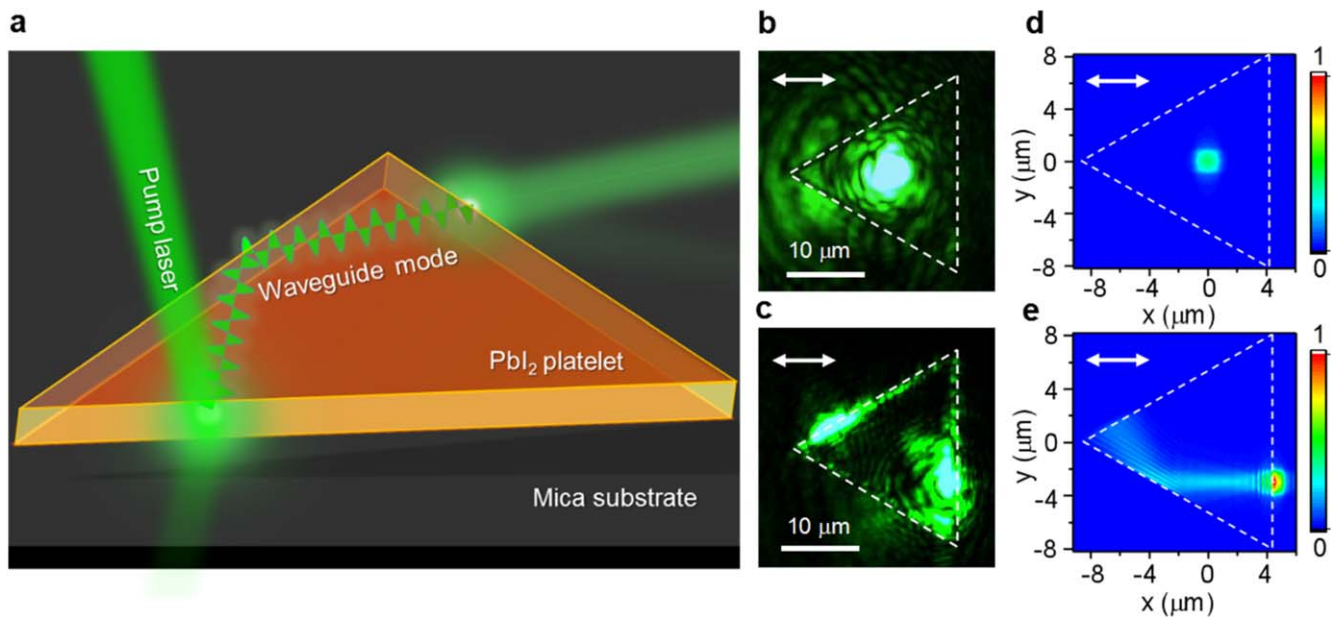 a
Pump laser
Waveguide mode
PbI₂ platelet
Mica substrate
b
10 μm
c
10 μm
d
8
4
0
-4
-8
y (μm)
-8 -4 0 4
x (μm)
1
0
e
8
4
0
-4
-8
y (μm)
-8 -4 0 4
x (μm)
1
0